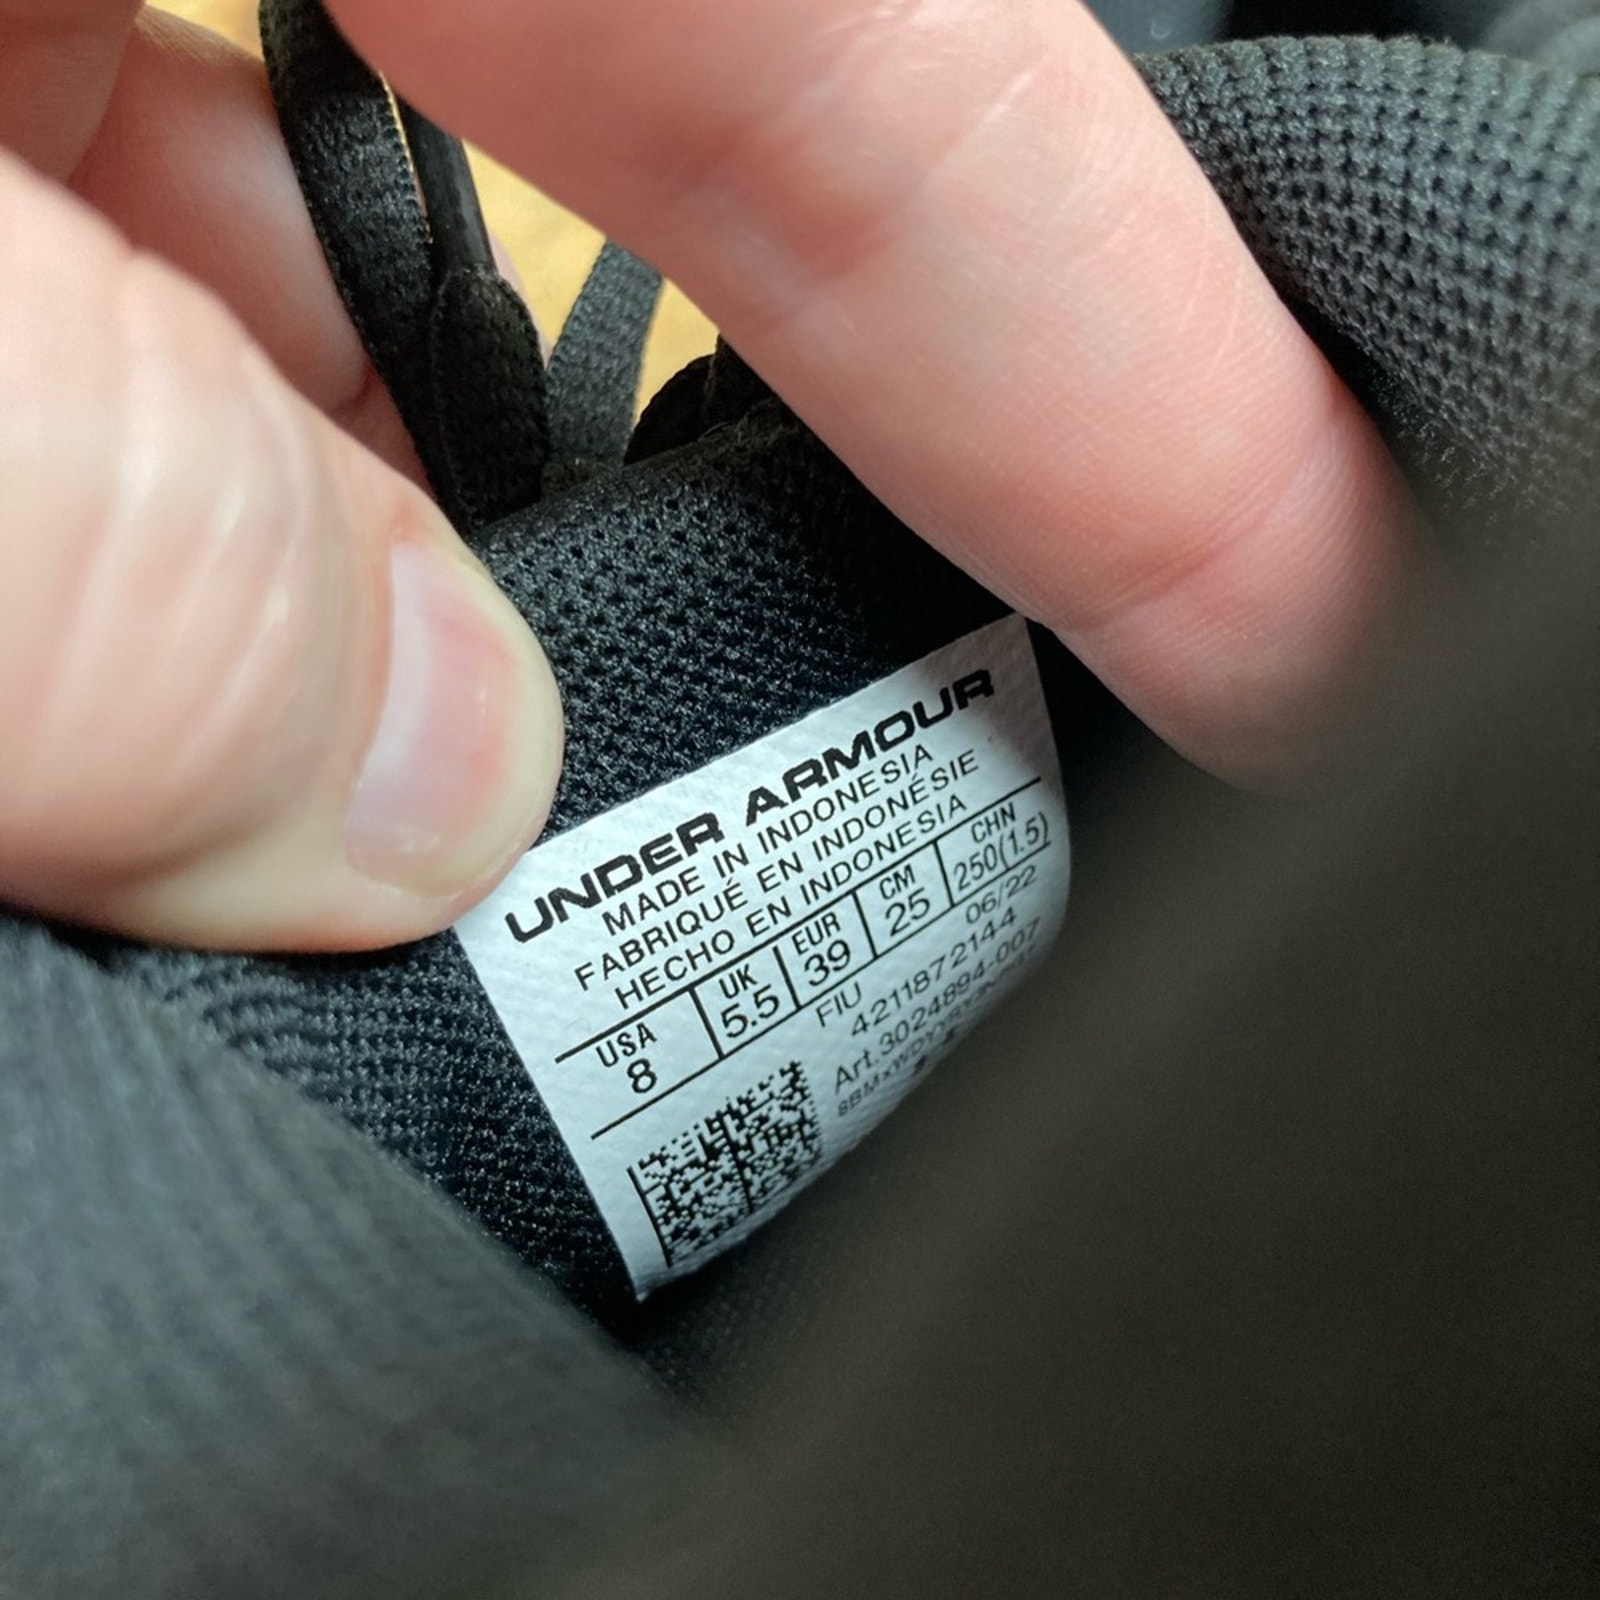 UNDER ARMOUR
MADE IN INDONESIA
FABRIQUÉ EN INDONÉSIE
HECHO EN INDONESIA
USA UK EUR CM CHN
8 5.5 39 25 250(1.5)
FIU 06/22
4211872144
Art.3024894-007